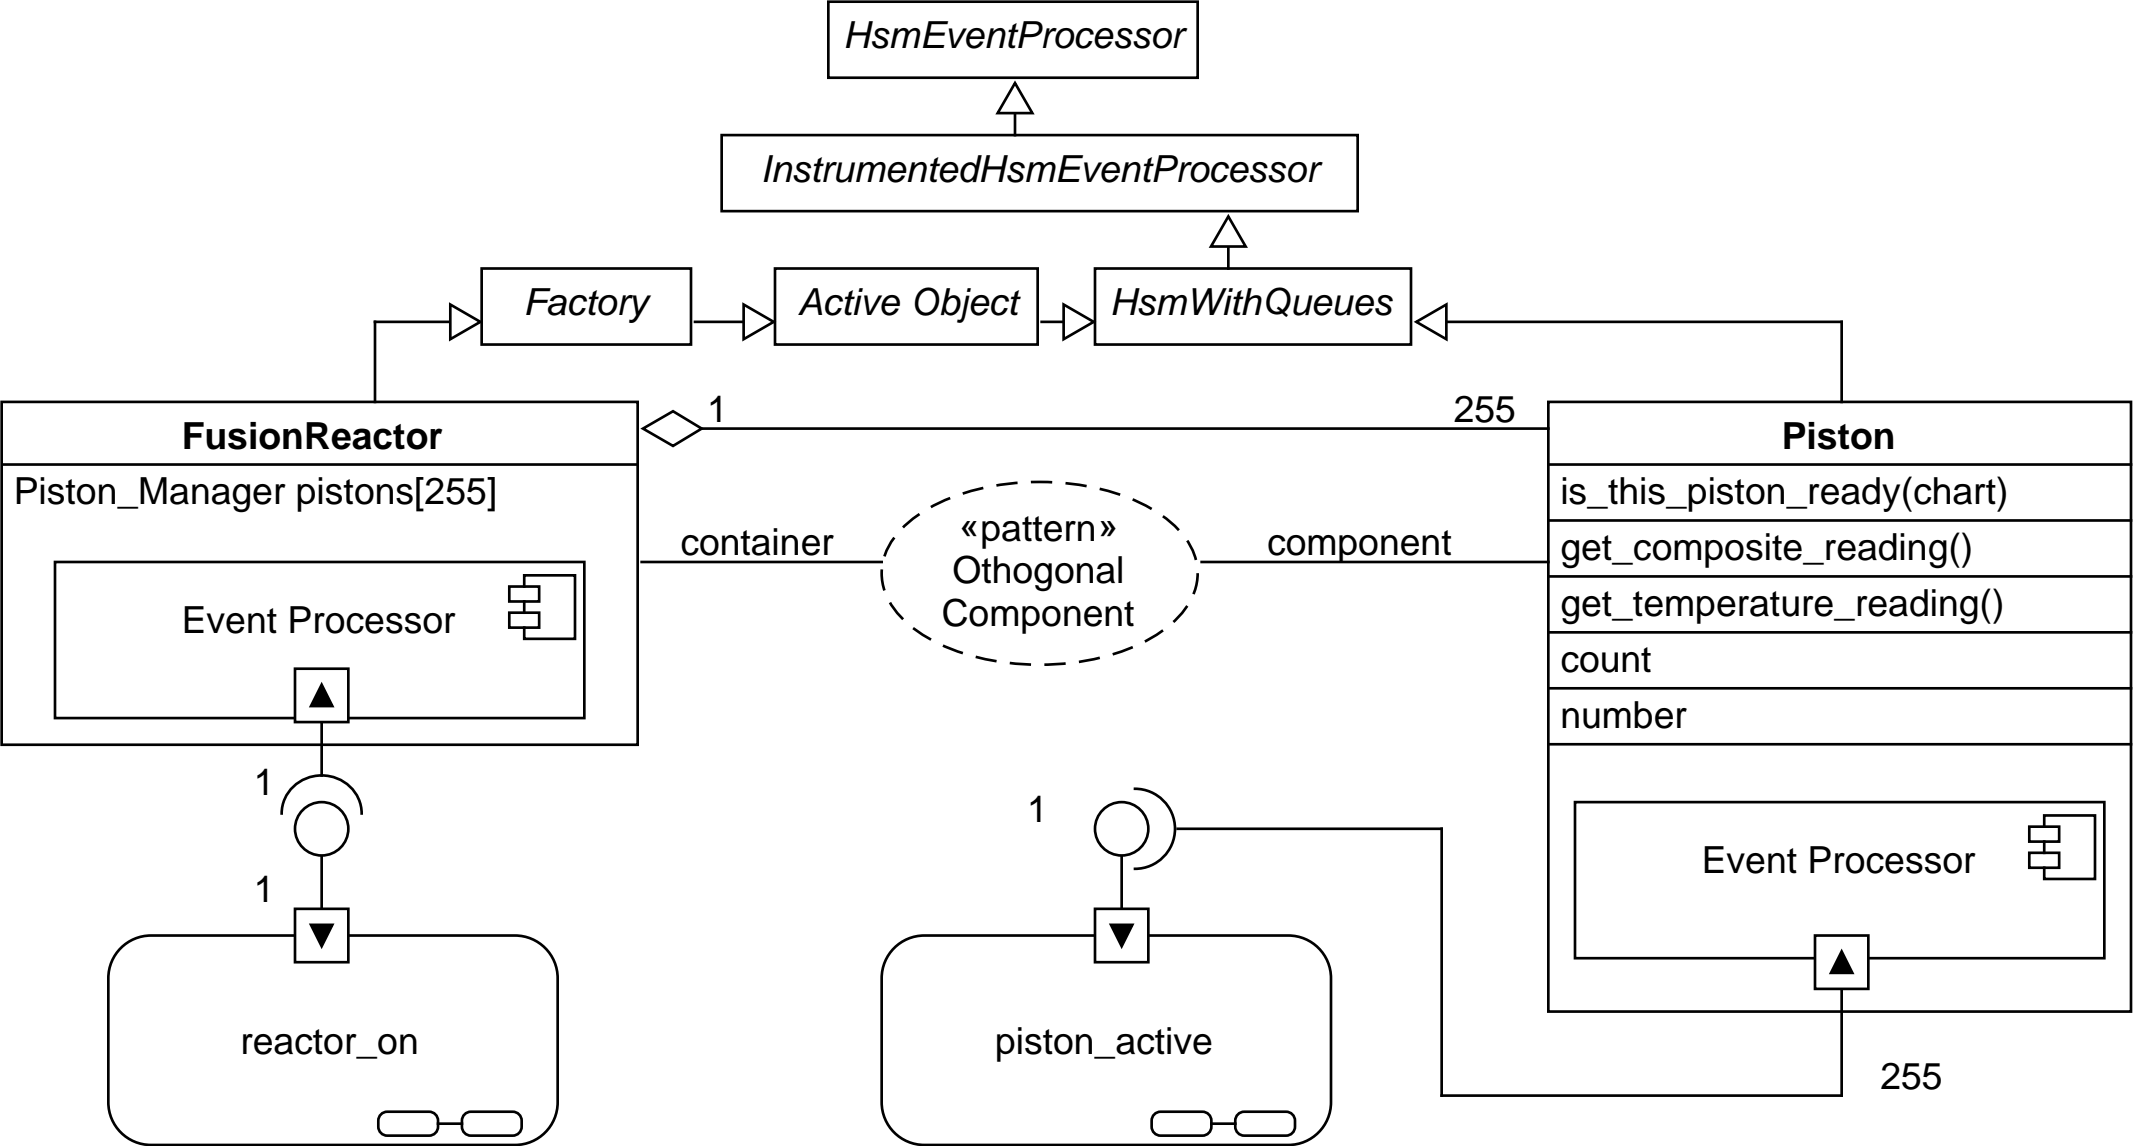 HsmEventProcessor
InstrumentedHsmEventProcessor
Factory
Active Object
HsmWithQueues
1
255
FusionReactor
Piston_Manager pistons[255]
Event Processor
container
«pattern»
Othogonal
Component
component
Piston
is_this_piston_ready(chart)
get_composite_reading()
get_temperature_reading()
count
number
Event Processor
1
1
reactor_on
1
piston_active
255